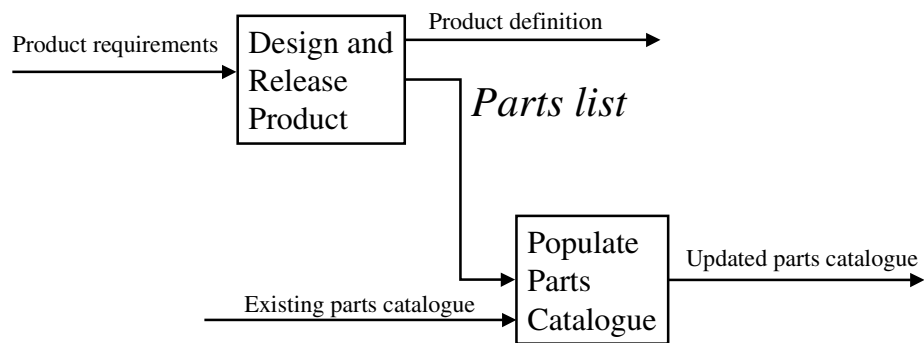 Product requirements
Design and
Release
Product
Product definition
Parts list
Populate
Parts
Catalogue
Existing parts catalogue
Updated parts catalogue